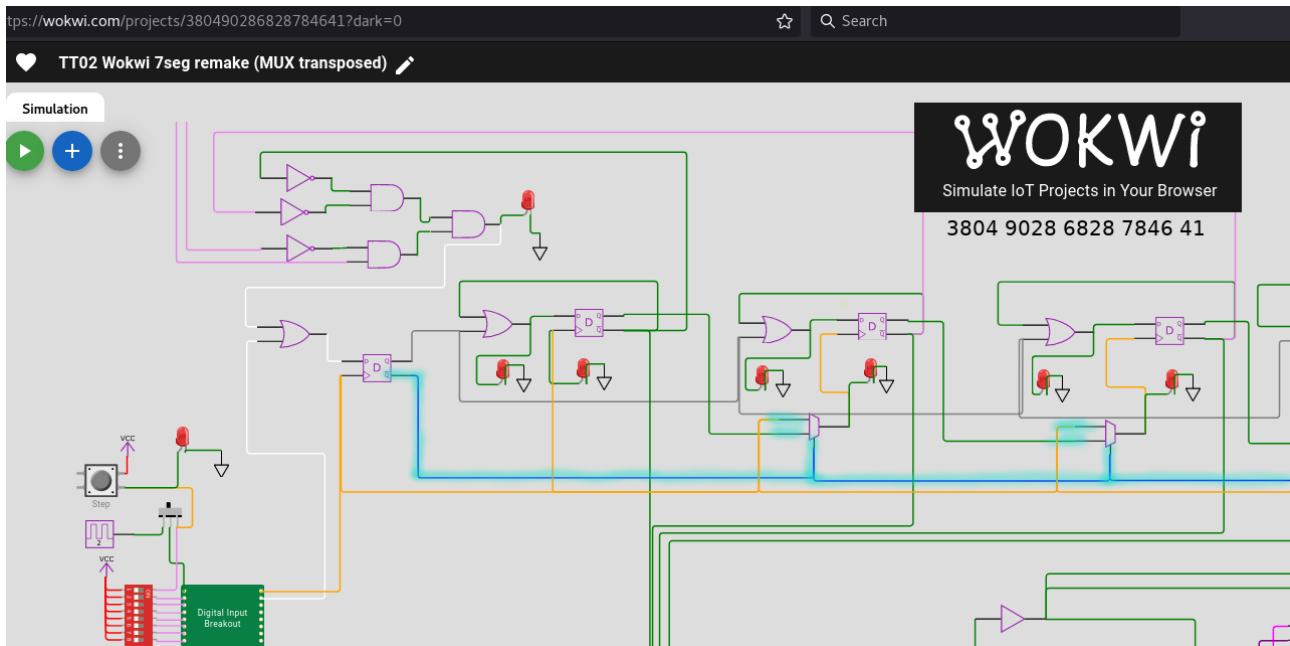 tps://wokwi.com/projects/380490286828784641?dark=0
Search
TT02 Wokwi 7seg remake (MUX transposed)
Simulation
WOKWi
Simulate IoT Projects in Your Browser
3804 9028 6828 7846 41
D
D
D
D
VCC
Step
2
VCC
Digital Input
Breakout